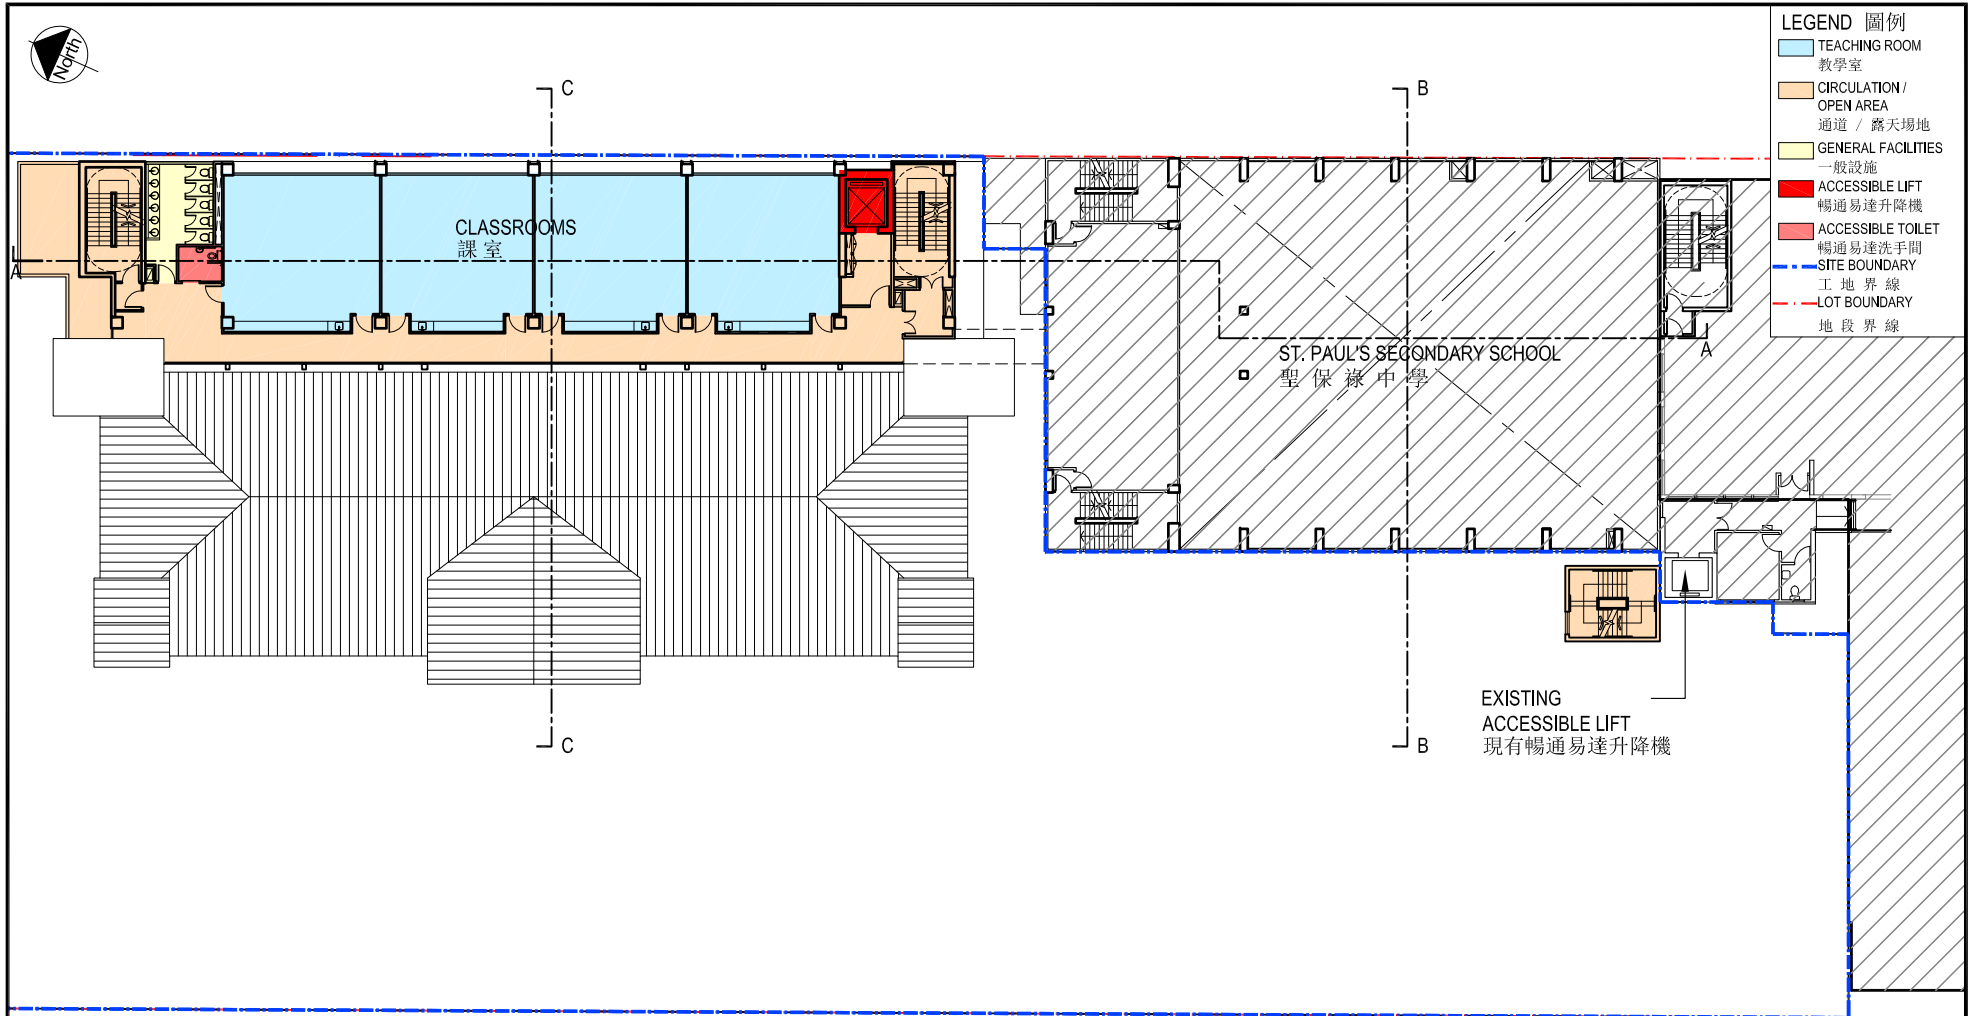 North
LEGEND 圖例
TEACHING ROOM
教學室
CIRCULATION /
OPEN AREA
通道 / 露天場地
GENERAL FACILITIES
一般設施
ACCESSIBLE LIFT
暢通易達升降機
ACCESSIBLE TOILET
暢通易達洗手間
SITE BOUNDARY
工地界線
LOT BOUNDARY
地段界線
C
B
CLASSROOMS
課室
A
ST. PAUL'S SECONDARY SCHOOL
聖保祿中學
A
EXISTING
ACCESSIBLE LIFT
現有暢通易達升降機
C
B